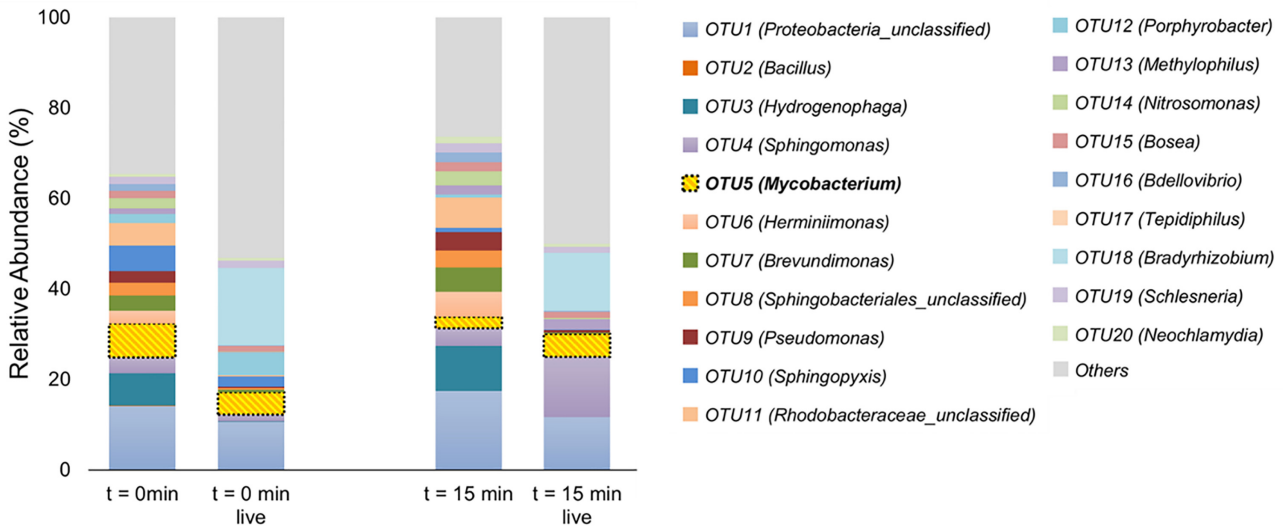 Relative Abundance (%)
100
80
60
40
20
0
t = 0min
t = 0 min
live
t = 15 min
t = 15 min
live
OTU1 (Proteobacteria_unclassified)
OTU2 (Bacillus)
OTU3 (Hydrogenophaga)
OTU4 (Sphingomonas)
OTU5 (Mycobacterium)
OTU6 (Herminiimonas)
OTU7 (Brevundimonas)
OTU8 (Sphingobacteriales_unclassified)
OTU9 (Pseudomonas)
OTU10 (Sphingopyxis)
OTU11 (Rhodobacteraceae_unclassified)
OTU12 (Porphyrobacter)
OTU13 (Methylophilus)
OTU14 (Nitrosomonas)
OTU15 (Bosea)
OTU16 (Bdellovibrio)
OTU17 (Tepidiphilus)
OTU18 (Bradyrhizobium)
OTU19 (Schlesneria)
OTU20 (Neochlamydia)
Others